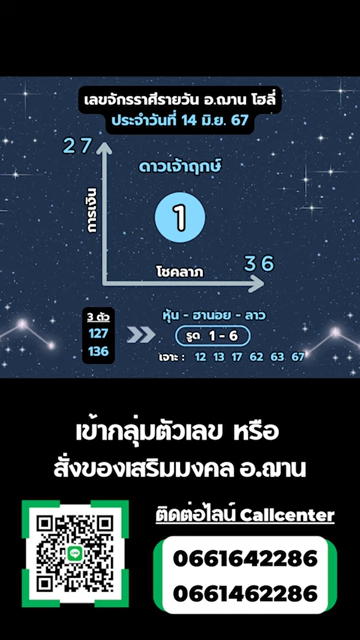 เลขจักรราศีรายวัน อ.ฌาน โฮลี่
ประจำวันที่ 14 มิ.ย. 67
27
การเงิน
ดาวเจ้าฤกษ์
1
โชคลาภ
36
3 ตัว
127
136
หุ้น - ฮานอย - ลาว
รูด 1 - 6
เจาะ : 12 13 17 62 63 67
เข้ากลุ่มตัวเลข หรือ
สั่งของเสริมมงคล อ.ฌาน
ติดต่อไลน์ Callcenter
0661642286
0661462286